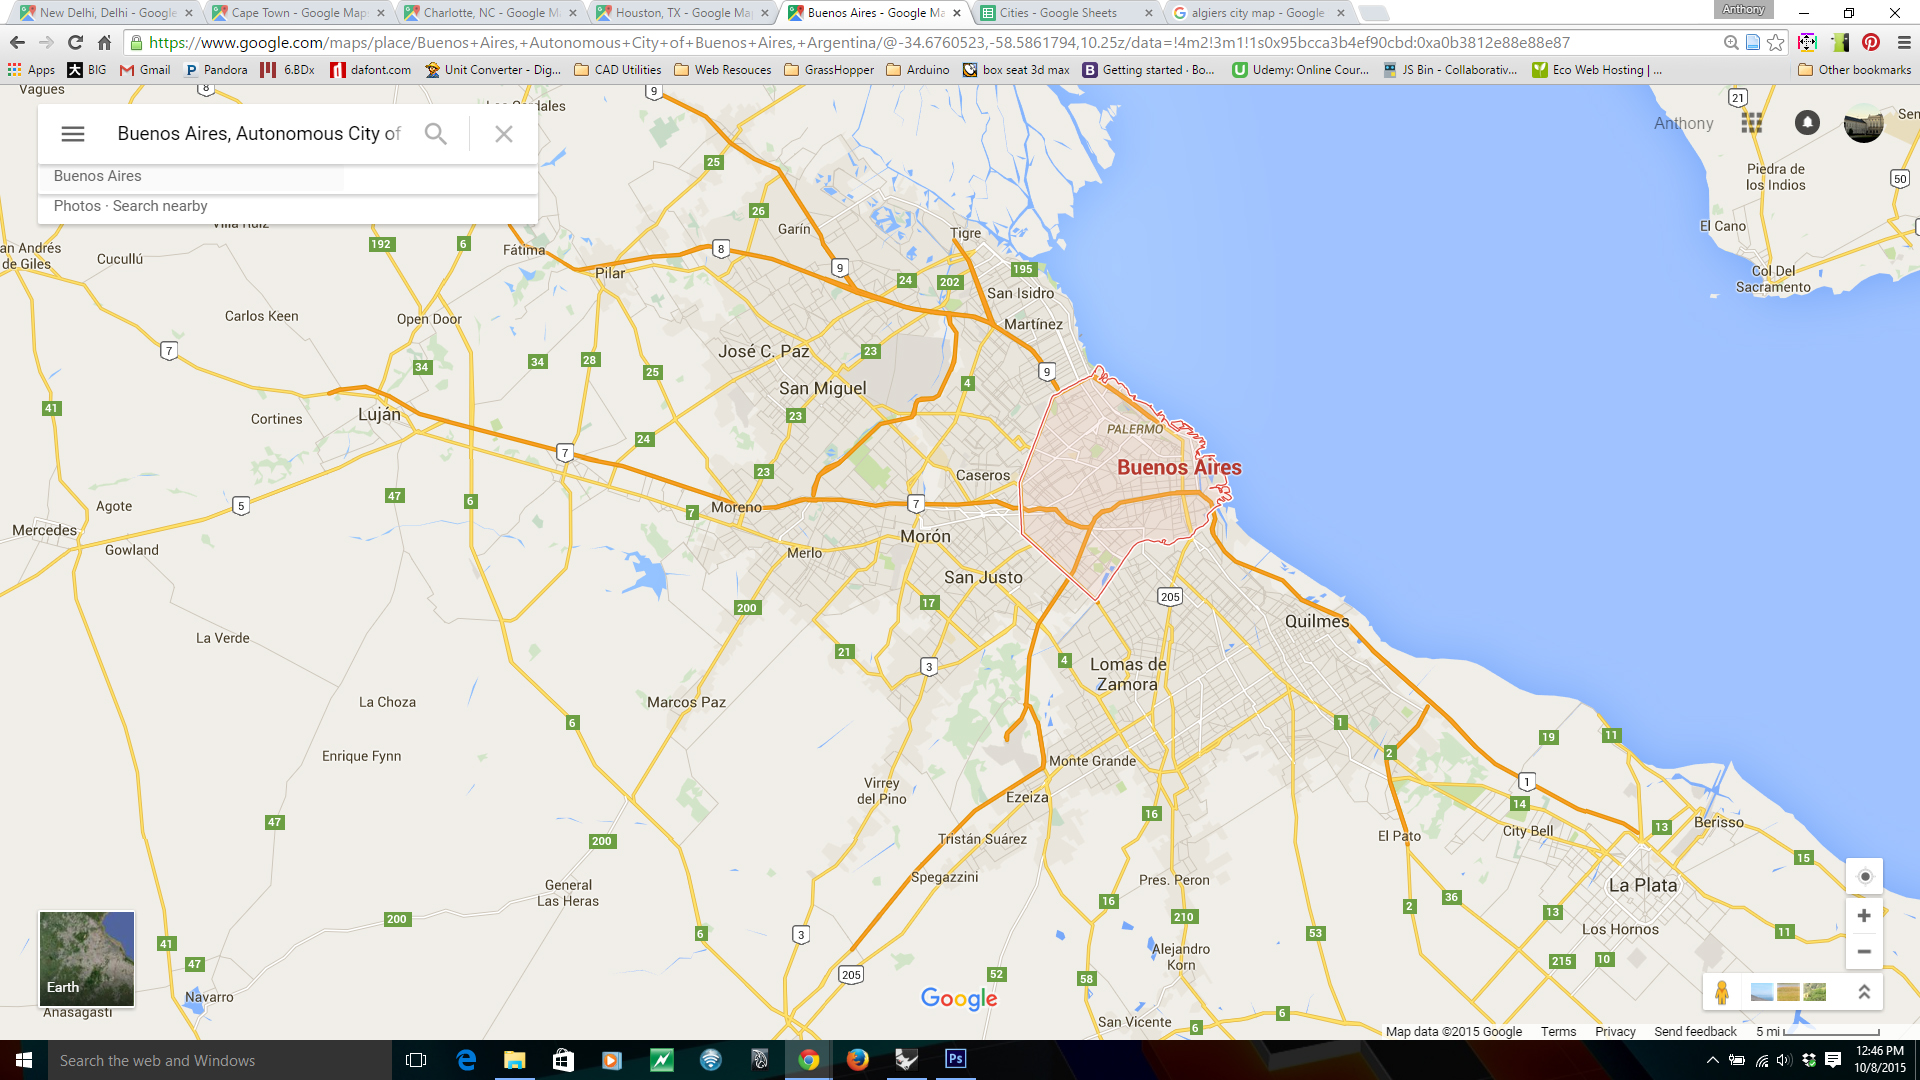 New Delhi, Delhi - Google
Cape Town - Google Map
Charlotte, NC - Google M
Houston, TX - Google Ma
Buenos Aires - Google Ma
Cities - Google Sheets
algiers city map - Google
Anthony
https://www.google.com/maps/place/Buenos+Aires,+Autonomous+City+of+Buenos+Aires,+Argentina/@-34.6760523,-58.5861794,10.25z/data=!4m2!3m1!1s0x95bcca3b4ef90cbd:0xa0b3812e88e88e87
Apps
BIG
Gmail
Pandora
6.BDx
dafont.com
Unit Converter - Dig...
CAD Utilities
Web Resouces
GrassHopper
Arduino
box seat 3d max
Getting started · Bo...
Udemy: Online Cour...
JS Bin - Collaborativ...
Eco Web Hosting | ...
Other bookmarks
Vagues
8
9
21
Buenos Aires, Autonomous City of
Anthony
Buenos Aires
Photos · Search nearby
25
Piedra de
los Indios
50
26
Garín
Tigre
El Cano
192
6
Fátima
8
San Andrés
de Giles
Cucullú
Pilar
9
24
202
195
Col Del
Sacramento
San Isidro
Carlos Keen
Open Door
Martínez
7
José C. Paz
23
34
34
28
25
9
San Miguel
4
41
Luján
Cortines
23
PALERMO
24
7
Buenos Aires
23
Caseros
47
6
5
Agote
7
Moreno
7
Mercedes
Gowland
Morón
Merlo
San Justo
205
200
17
Quilmes
La Verde
21
3
4
Lomas de
Zamora
La Choza
Marcos Paz
6
1
19
11
2
Enrique Fynn
Monte Grande
1
Virrey
del Pino
Ezeiza
14
16
47
Berisso
13
City Bell
El Pato
200
Tristán Suárez
15
Spegazzini
Pres. Peron
General
Las Heras
La Plata
36
16
2
13
200
210
Los Hornos
11
6
3
53
41
Alejandro
Korn
47
205
52
58
215
10
Earth
Navarro
Google
Anasagasti
San Vicente
6
6
Map data ©2015 Google
Terms
Privacy
Send feedback
5 mi
Search the web and Windows
Ps
12:46 PM
10/8/2015